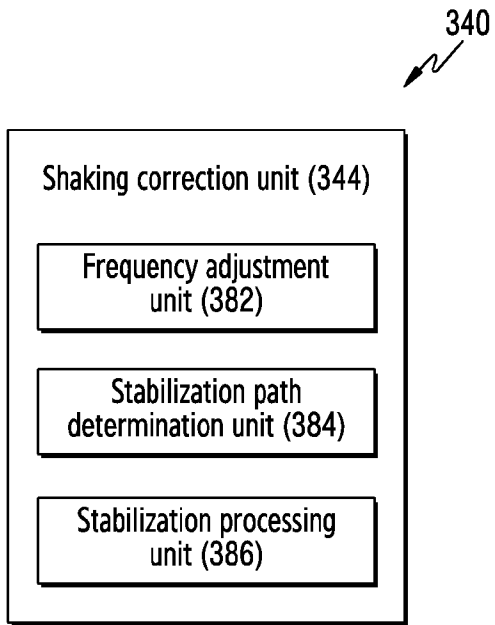 340
Shaking correction unit (344)
Frequency adjustment
unit (382)
Stabilization path
determination unit (384)
Stabilization processing
unit (386)